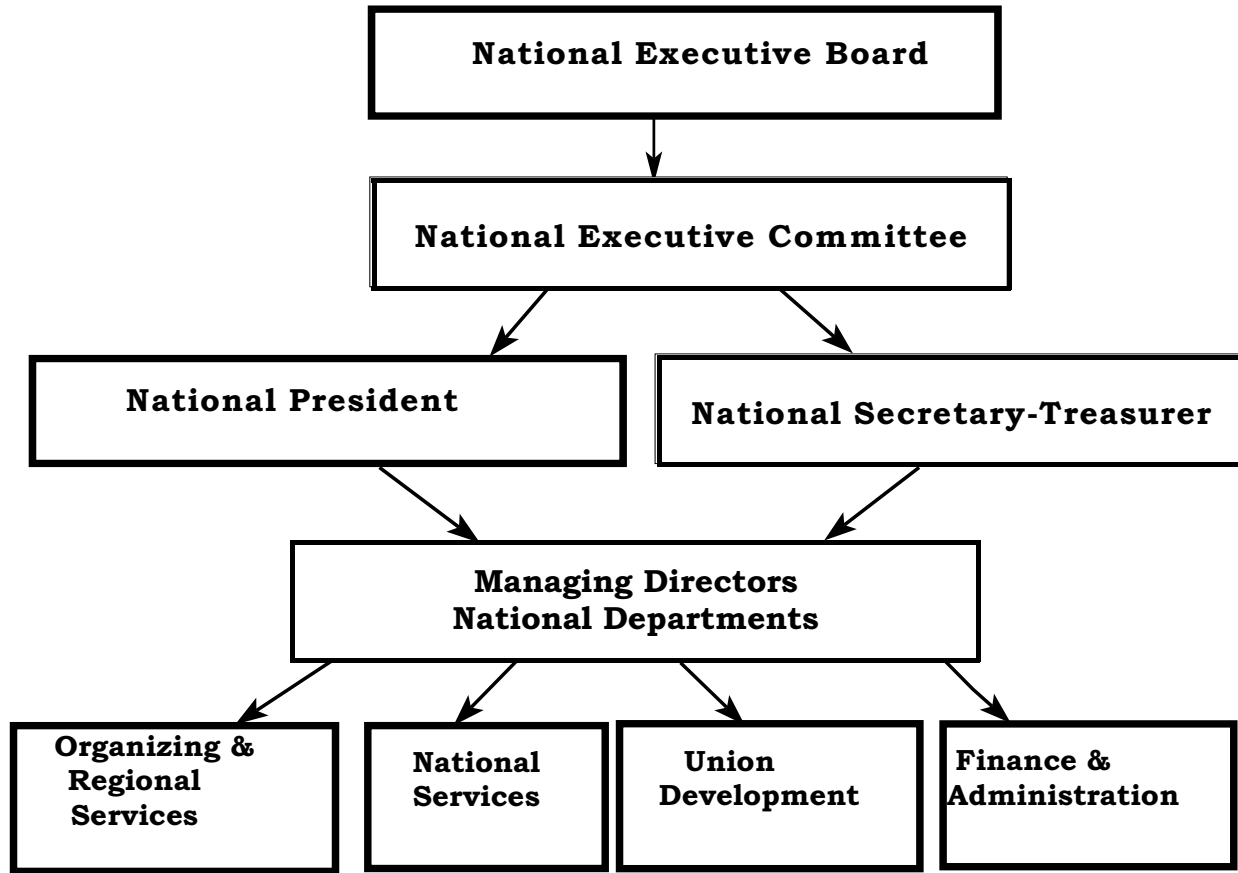 National Executive Board
National Executive Committee
National President
National Secretary-Treasurer
Managing Directors
National Departments
Organizing &
Regional
Services
National
Services
Union
Development
Finance &
Administration